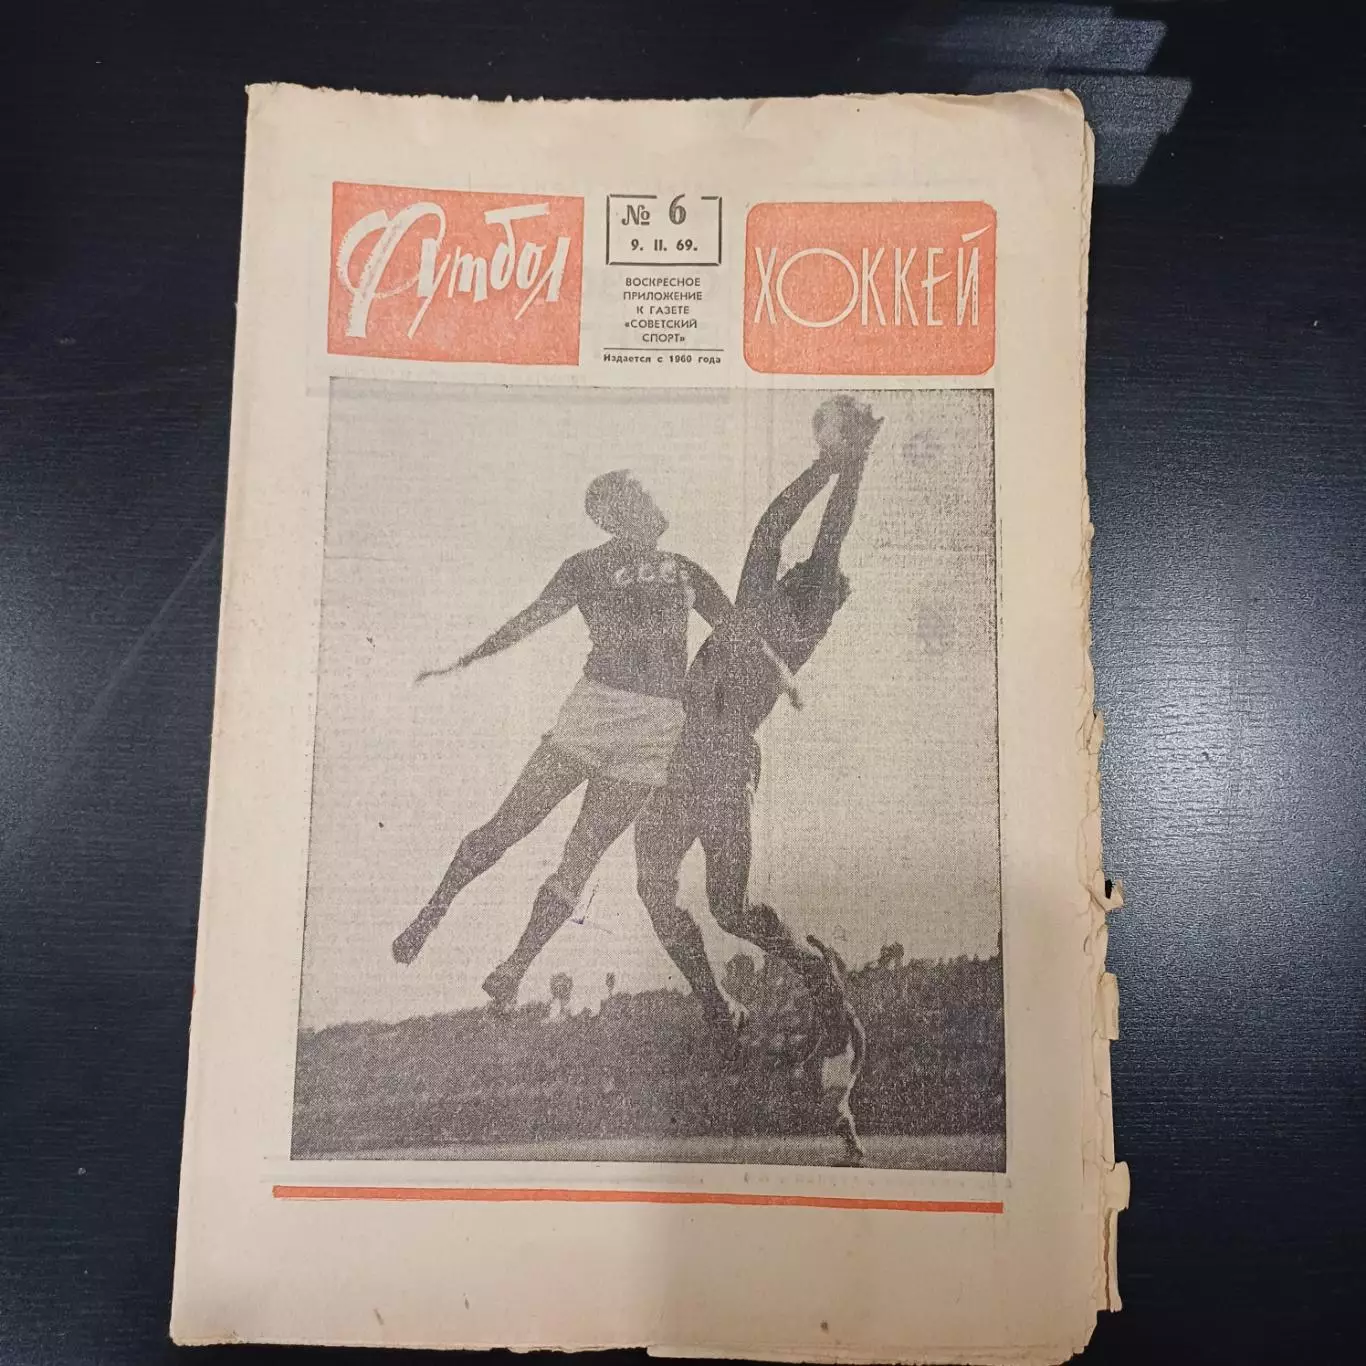 Футбол
№ 6
9. II. 69.
ВОСКРЕСНОЕ
ПРИЛОЖЕНИЕ
К ГАЗЕТЕ
«СОВЕТСКИЙ
СПОРТ»
Издается с 1960 года
ХОККЕЙ
СССР